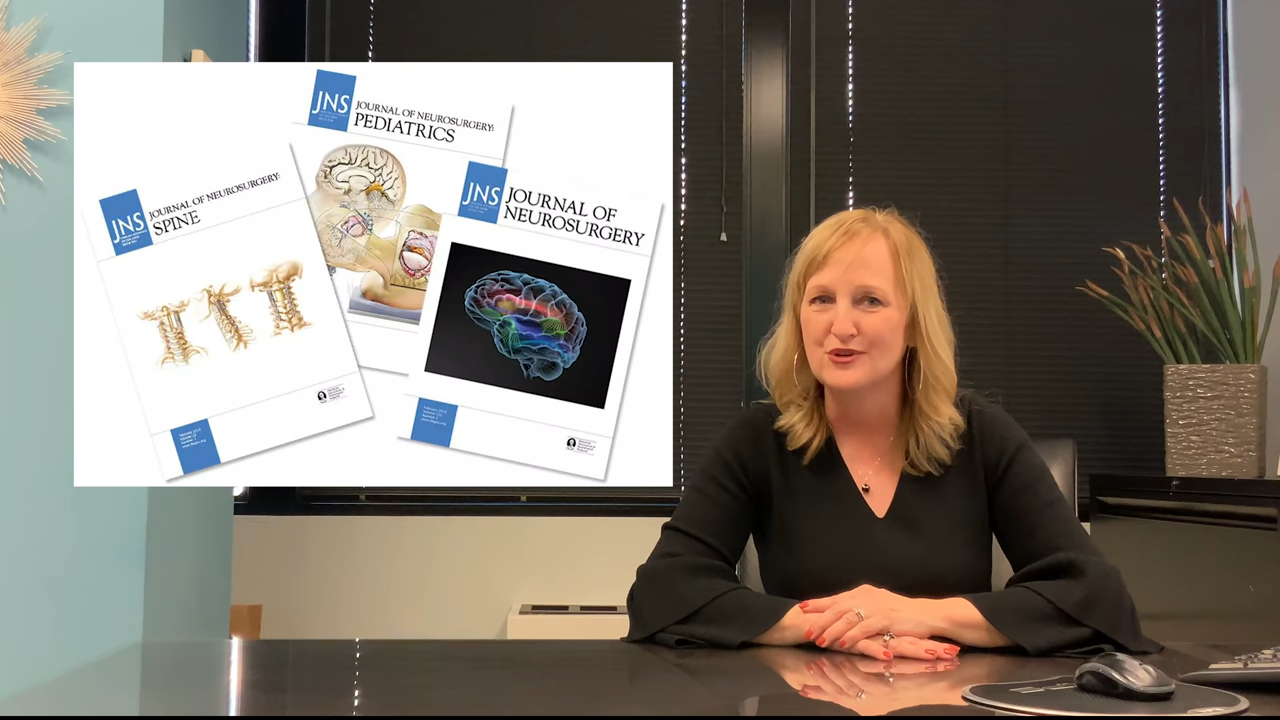 JNS
JOURNAL OF NEUROSURGERY:
PEDIATRICS
JNS
JOURNAL OF
NEUROSURGERY
JNS
JOURNAL OF NEUROSURGERY:
SPINE